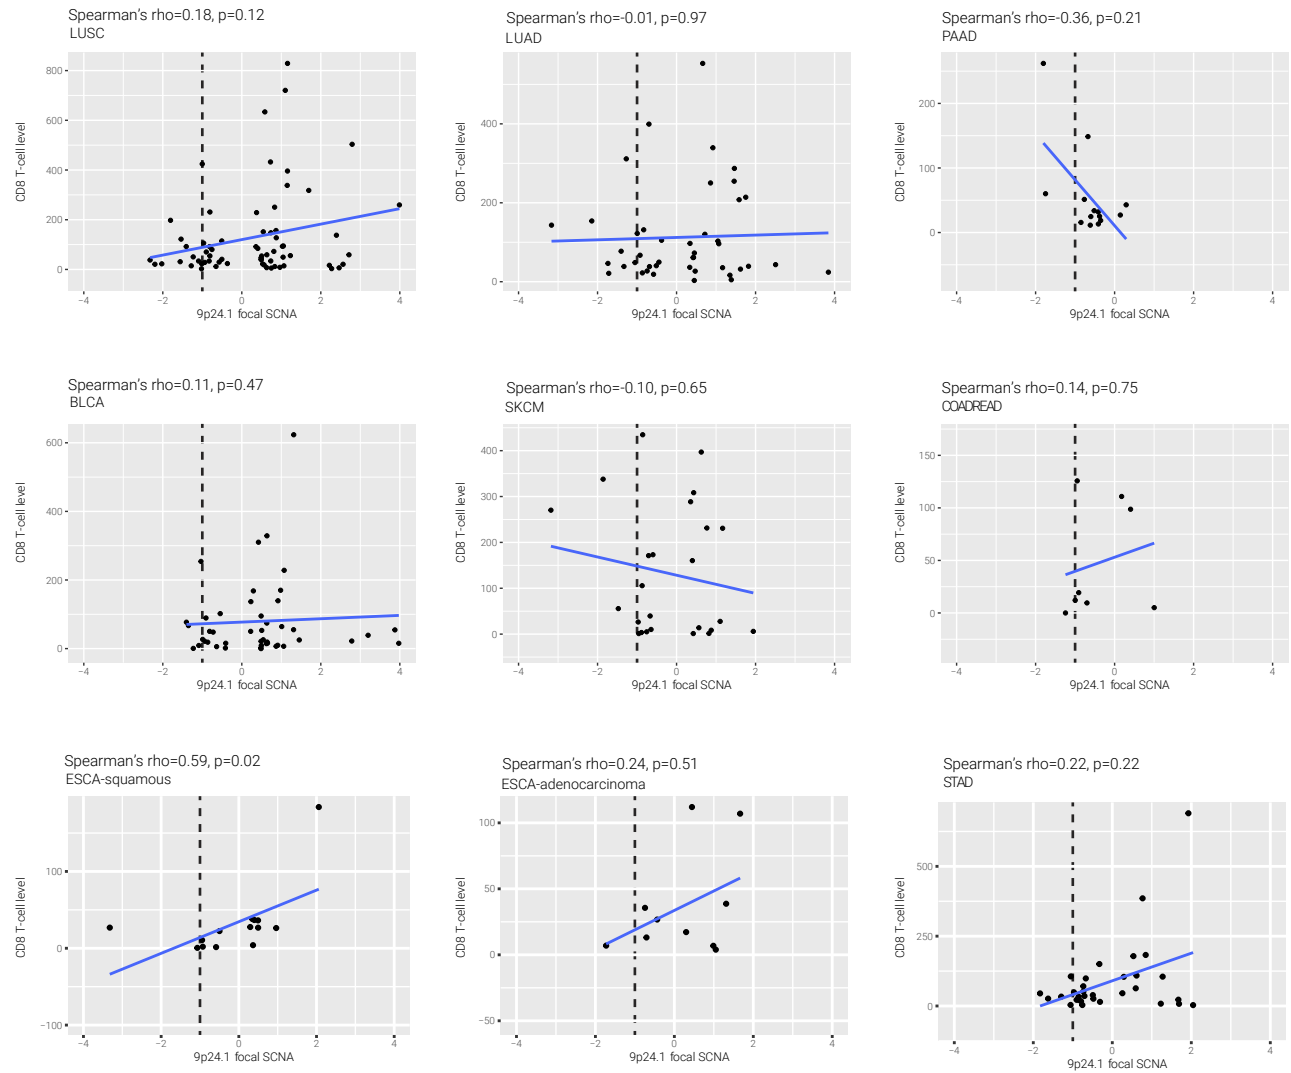 Spearman's rho=0.18, p=0.12
LUSC
CD8 T-cell level
800
600
400
200
0
−4 −2 0 2 4
9p24.1 focal SCNA
Spearman's rho=-0.01, p=0.97
LUAD
CD8 T-cell level
400
200
0
−4 −2 0 2 4
9p24.1 focal SCNA
Spearman's rho=-0.36, p=0.21
PAAD
CD8 T-cell level
200
100
0
−4 −2 0 2 4
9p24.1 focal SCNA
Spearman's rho=0.11, p=0.47
BLCA
CD8 T-cell level
600
400
200
0
−4 −2 0 2 4
9p24.1 focal SCNA
Spearman's rho=-0.10, p=0.65
SKCM
CD8 T-cell level
400
300
200
100
0
−4 −2 0 2 4
9p24.1 focal SCNA
Spearman's rho=0.14, p=0.75
COADREAD
CD8 T-cell level
150
100
50
0
−4 −2 0 2 4
9p24.1 focal SCNA
Spearman's rho=0.59, p=0.02
ESCA-squamous
CD8 T-cell level
100
0
−100
−4 −2 0 2 4
9p24.1 focal SCNA
Spearman's rho=0.24, p=0.51
ESCA-adenocarcinoma
CD8 T-cell level
100
50
0
−50
−4 −2 0 2 4
9p24.1 focal SCNA
Spearman's rho=0.22, p=0.22
STAD
CD8 T-cell level
500
250
0
−4 −2 0 2 4
9p24.1 focal SCNA